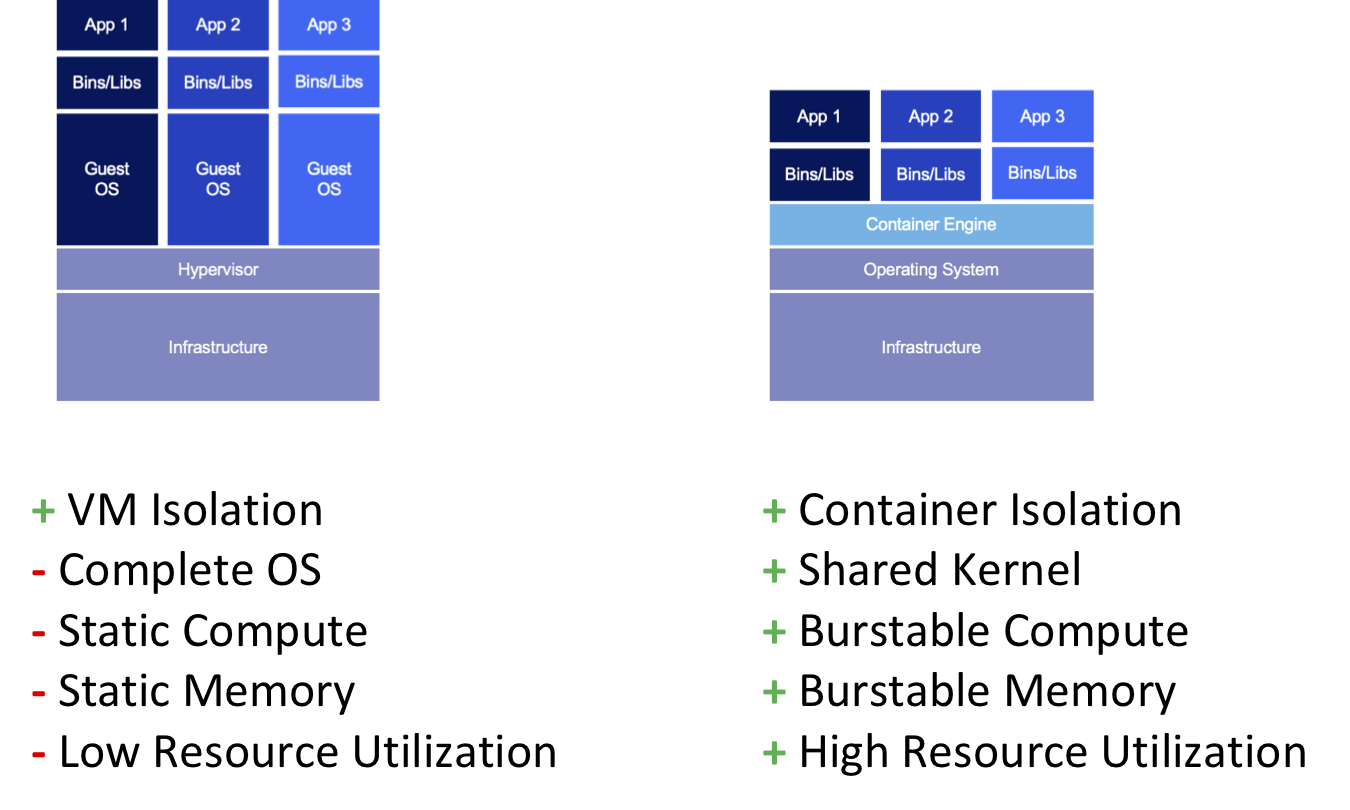 App 1
App 2
App 3
Bins/Libs
Bins/Libs
Bins/Libs
Guest
OS
Guest
OS
Guest
OS
Hypervisor
Infrastructure
App 1
App 2
App 3
Bins/Libs
Bins/Libs
Bins/Libs
Container Engine
Operating System
Infrastructure
+ VM Isolation
- Complete OS
- Static Compute
- Static Memory
- Low Resource Utilization
+ Container Isolation
+ Shared Kernel
+ Burstable Compute
+ Burstable Memory
+ High Resource Utilization